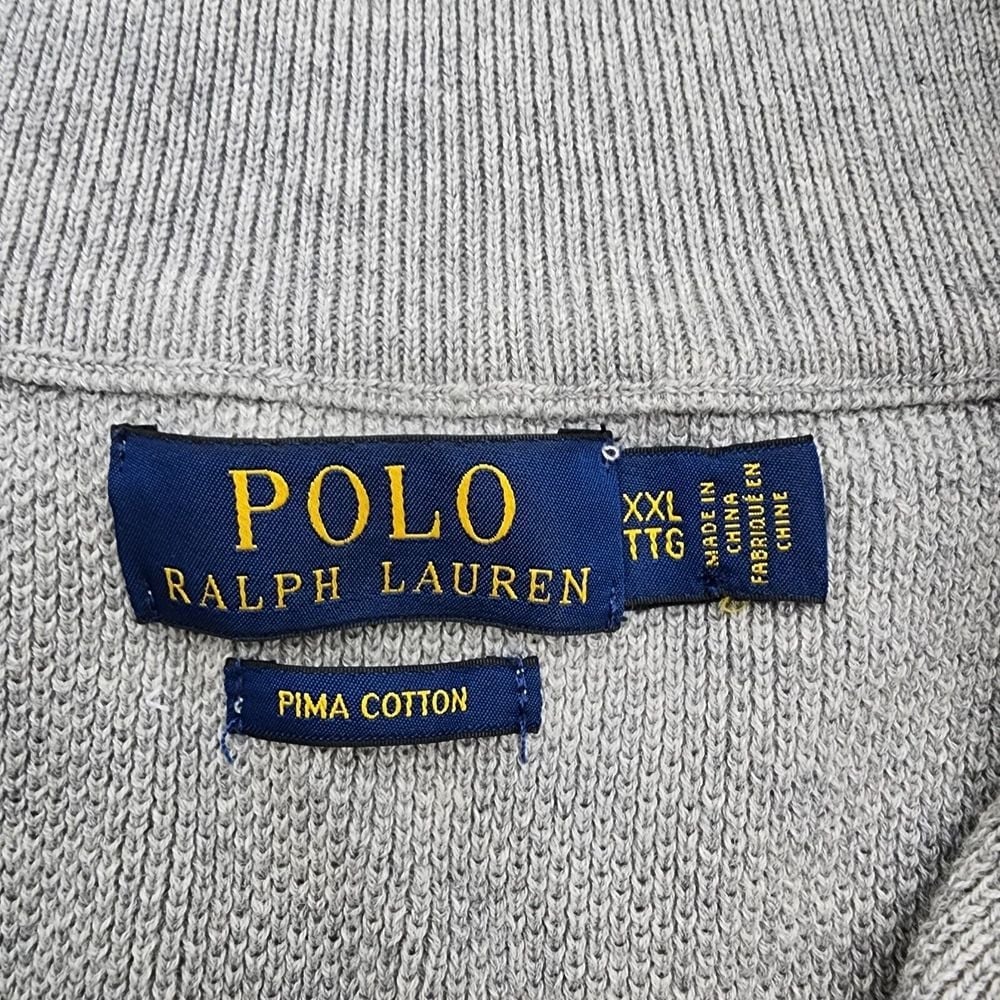 POLO
RALPH LAUREN
XXL
TTG
MADE IN
CHINA
FABRIQUÉ EN
CHINE
PIMA COTTON